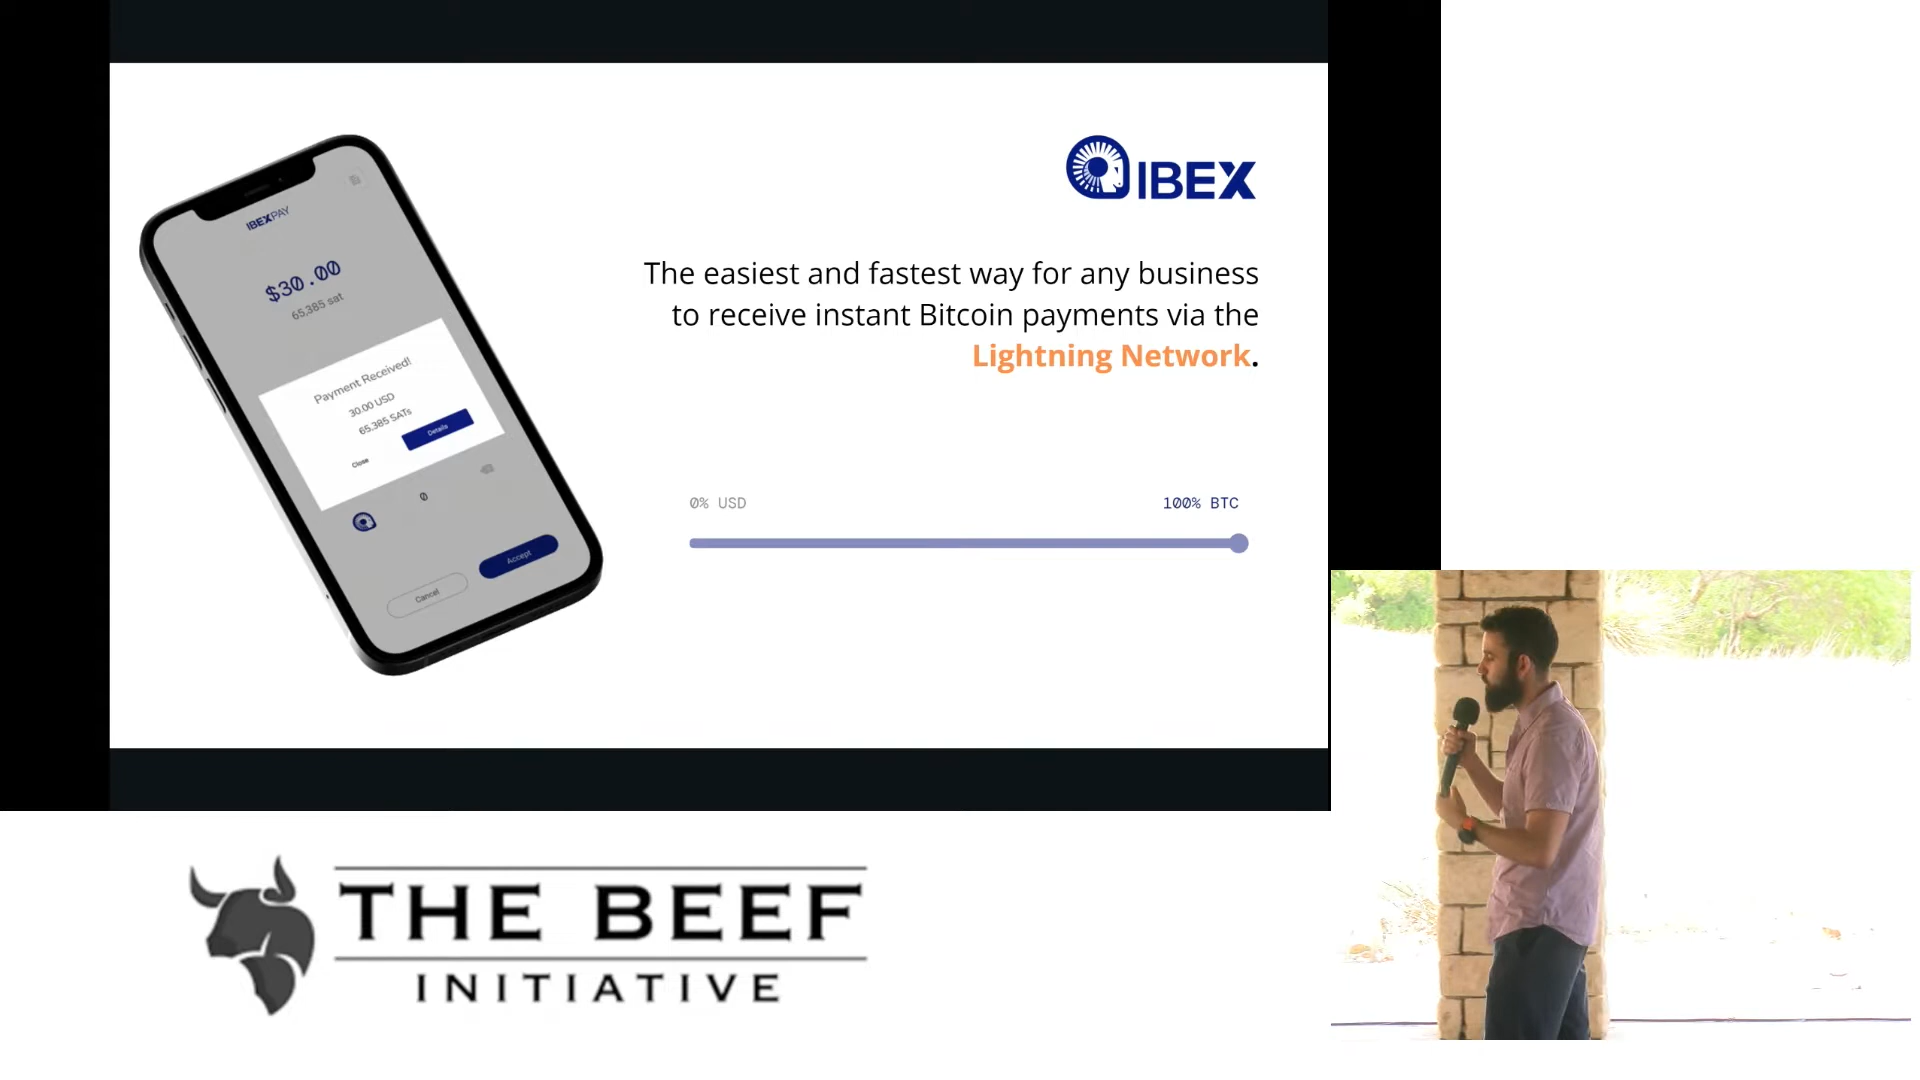 IBEXPAY
$30.00
65,385 sat
Payment Received!
30.00 USD
65,385 SATs
Details
Close
0
Accept
Cancel
IBEX
The easiest and fastest way for any business
to receive instant Bitcoin payments via the
Lightning Network.
0% USD
100% BTC
THE BEEF
INITIATIVE